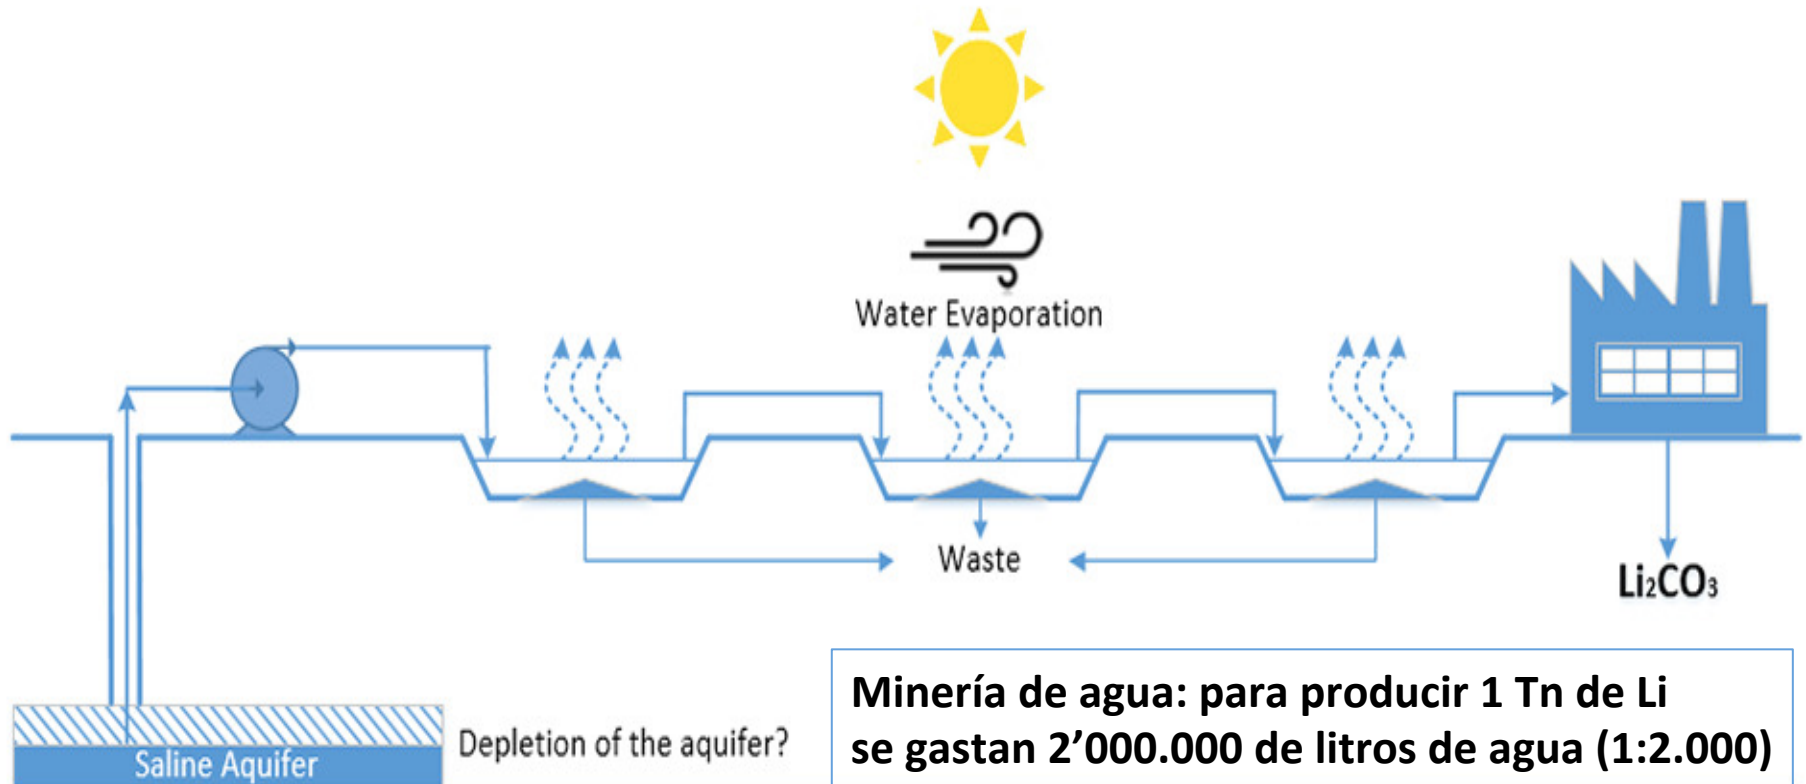 Water Evaporation
Waste
Li₂CO₃
Saline Aquifer
Depletion of the aquifer?
Minería de agua: para producir 1 Tn de Li
se gastan 2’000.000 de litros de agua (1:2.000)